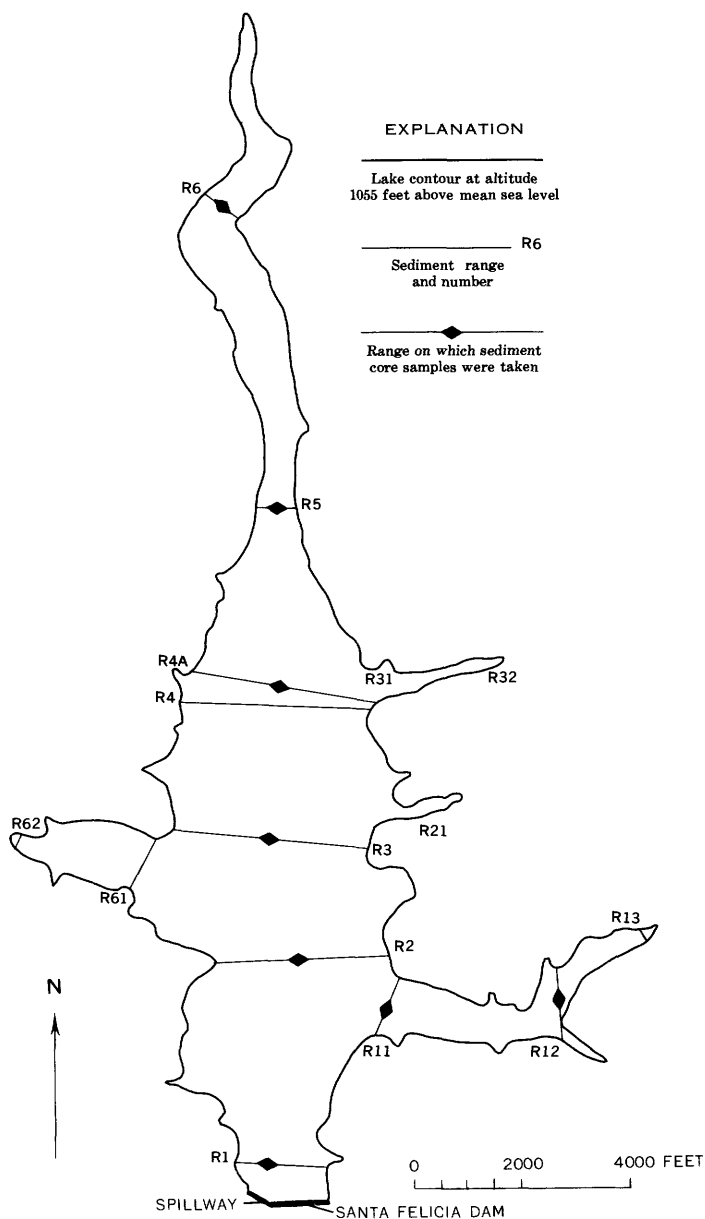 EXPLANATION
Lake contour at altitude
1055 feet above mean sea level
R6
Sediment range
and number
Range on which sediment
core samples were taken
R6
R5
R4A
R31
R32
R4
R62
R21
R3
R61
R13
R2
N
R11
R12
R1
0 2000 4000 FEET
SPILLWAY
SANTA FELICIA DAM